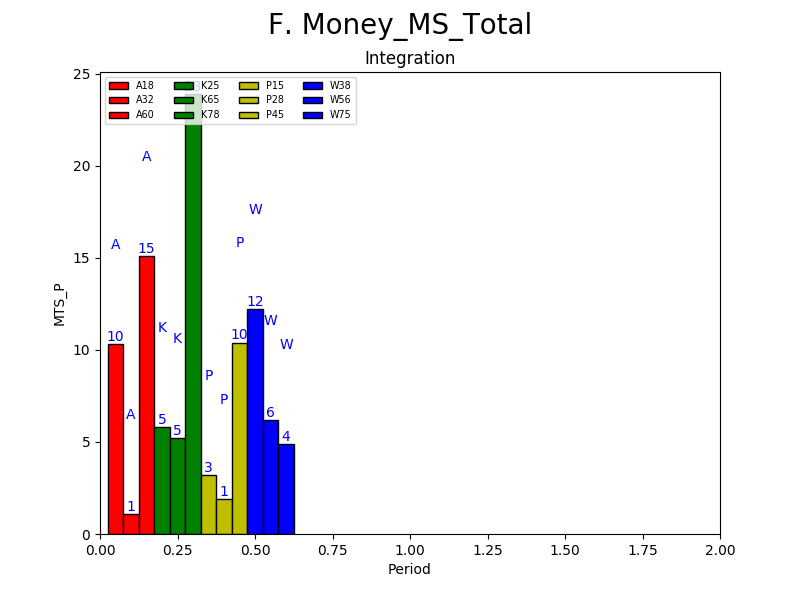 F. Money_MS_Total
Integration
A18 K25 P15 W38
A32 K65 P28 W56
A60 K78 P45 W75
25
20
15
10
5
0
MTS_P
A
A
A
K
K
P
P
P
W
W
W
10
1
15
5
5
3
1
10
12
6
4
0.00 0.25 0.50 0.75 1.00 1.25 1.50 1.75 2.00
Period